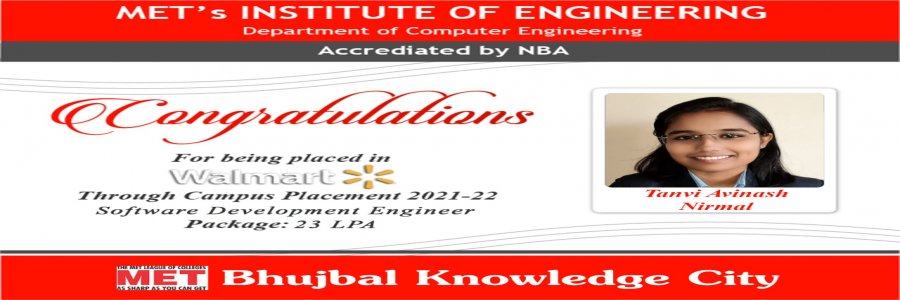 MET's INSTITUTE OF ENGINEERING
Department of Computer Engineering
Accrediated by NBA
Congratulations
For being placed in
Walmart
Through Campus Placement 2021-22
Software Development Engineer
Package: 23 LPA
Tanvi Avinash
Nirmal
THE MET LEAGUE OF COLLEGES
MET
AS SHARP AS YOU CAN GET
Bhujbal Knowledge City